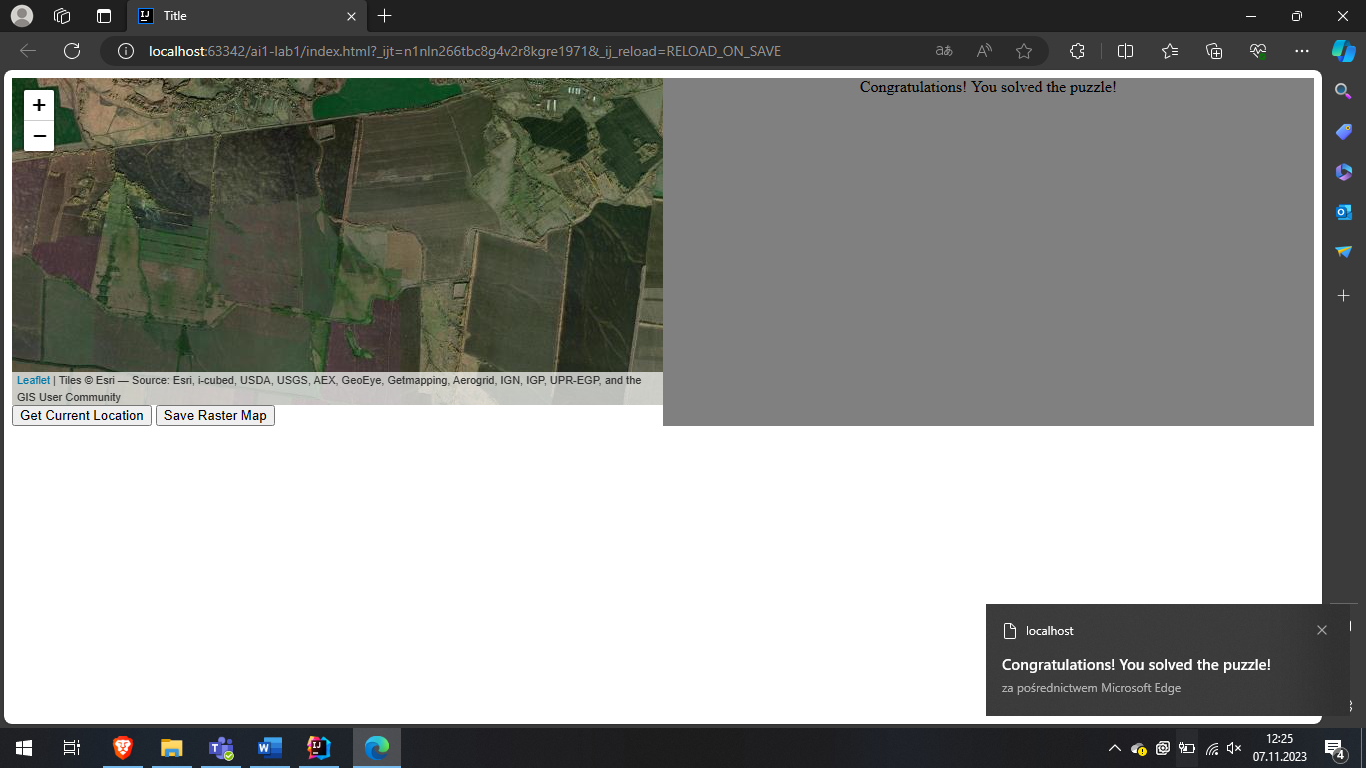 Title
localhost:63342/ai1-lab1/index.html?_ijt=n1nln266tbc8g4v2r8kgre1971&_ij_reload=RELOAD_ON_SAVE
aあ
+
−
Congratulations! You solved the puzzle!
Leaflet | Tiles © Esri — Source: Esri, i-cubed, USDA, USGS, AEX, GeoEye, Getmapping, Aerogrid, IGN, IGP, UPR-EGP, and the
GIS User Community
Get Current Location Save Raster Map
localhost
Congratulations! You solved the puzzle!
za pośrednictwem Microsoft Edge
12:25
07.11.2023
4